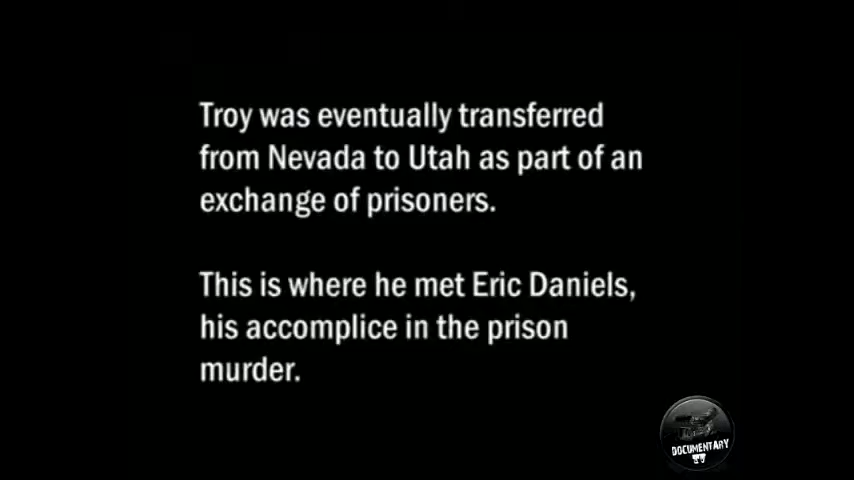 Troy was eventually transferred
from Nevada to Utah as part of an
exchange of prisoners.
This is where he met Eric Daniels,
his accomplice in the prison
murder.
DOCUMENTARY
TV